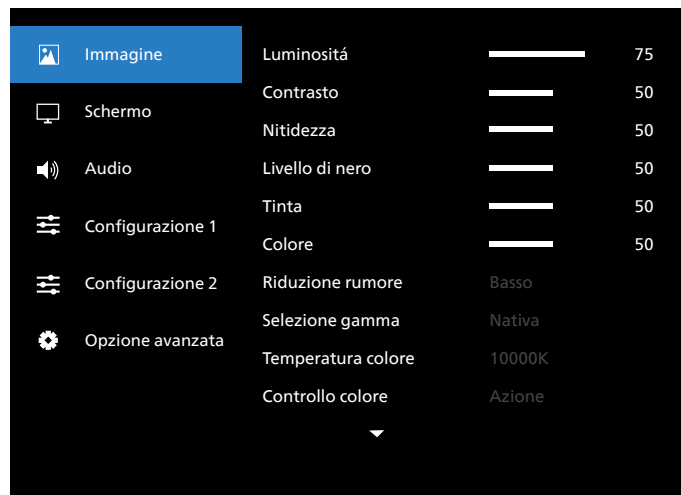 Immagine
Schermo
Audio
Configurazione 1
Configurazione 2
Opzione avanzata
Luminositá 75
Contrasto 50
Nitidezza 50
Livello di nero 50
Tinta 50
Colore 50
Riduzione rumore Basso
Selezione gamma Nativa
Temperatura colore 10000K
Controllo colore Azione